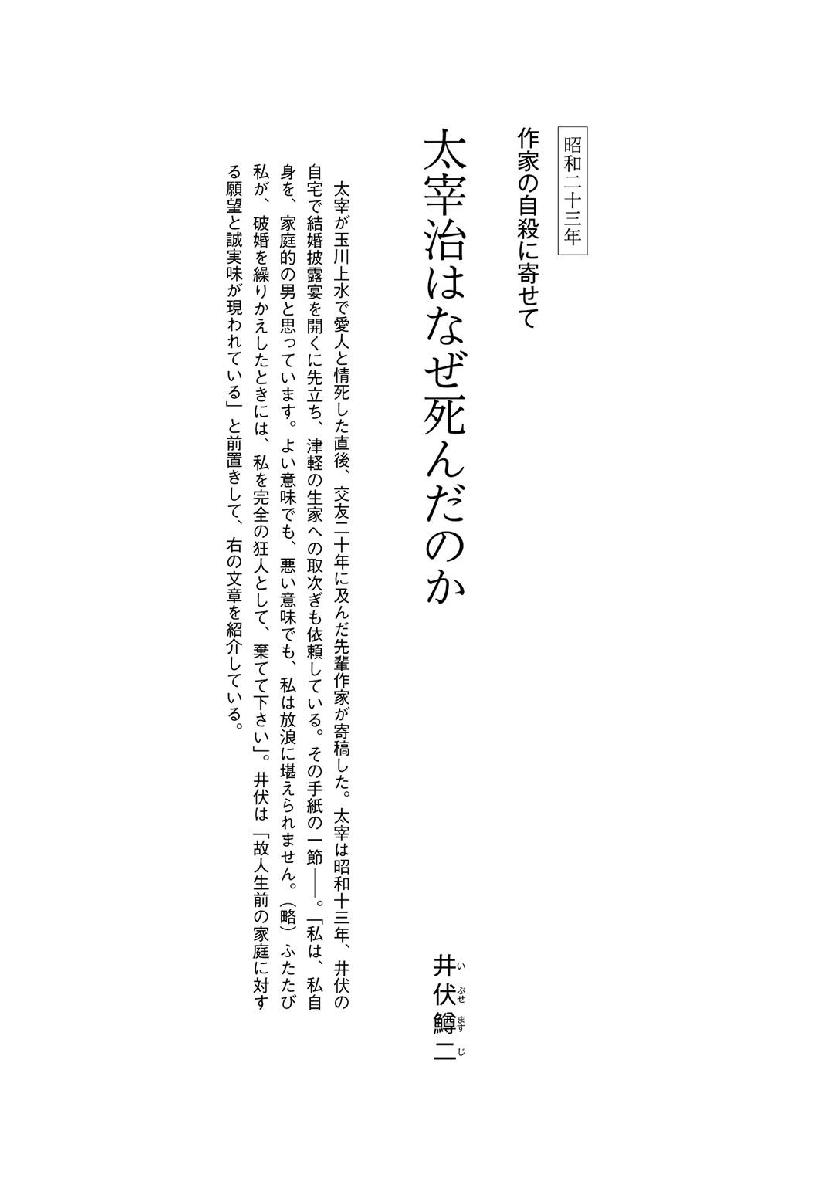 昭和二十三年
作家の自殺に寄せて
太宰治はなぜ死んだのか
井伏鱒二
いぶせますじ
太宰が玉川上水で愛人と情死した直後、交友二十年に及んだ先輩作家が寄稿した。太宰は昭和十三年、井伏の
自宅で結婚披露宴を開くに先立ち、津軽の生家への取次ぎも依頼している。その手紙の一節――。「私は、私自
身を、家庭的の男と思っています。よい意味でも、悪い意味でも、私は放浪に堪えられません。（略）ふたたび
私が、破婚を繰りかえしたときには、私を完全の狂人として、棄てて下さい」。井伏は「故人生前の家庭に対す
る願望と誠実味が現われている」と前置きして、右の文章を紹介している。